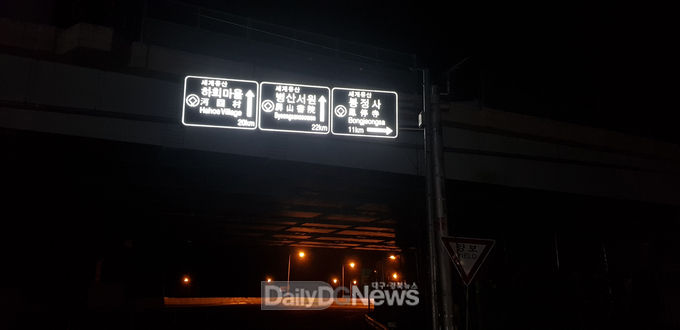 세계유산
하회마을
河回村
Hahoe Village
20km
세계유산
병산서원
屛山書院
Byeongsanseowon
22km
세계유산
봉정사
鳳停寺
Bongjeongsa
11km
양보
YIELD
대구·경북뉴스
DailyDGNews